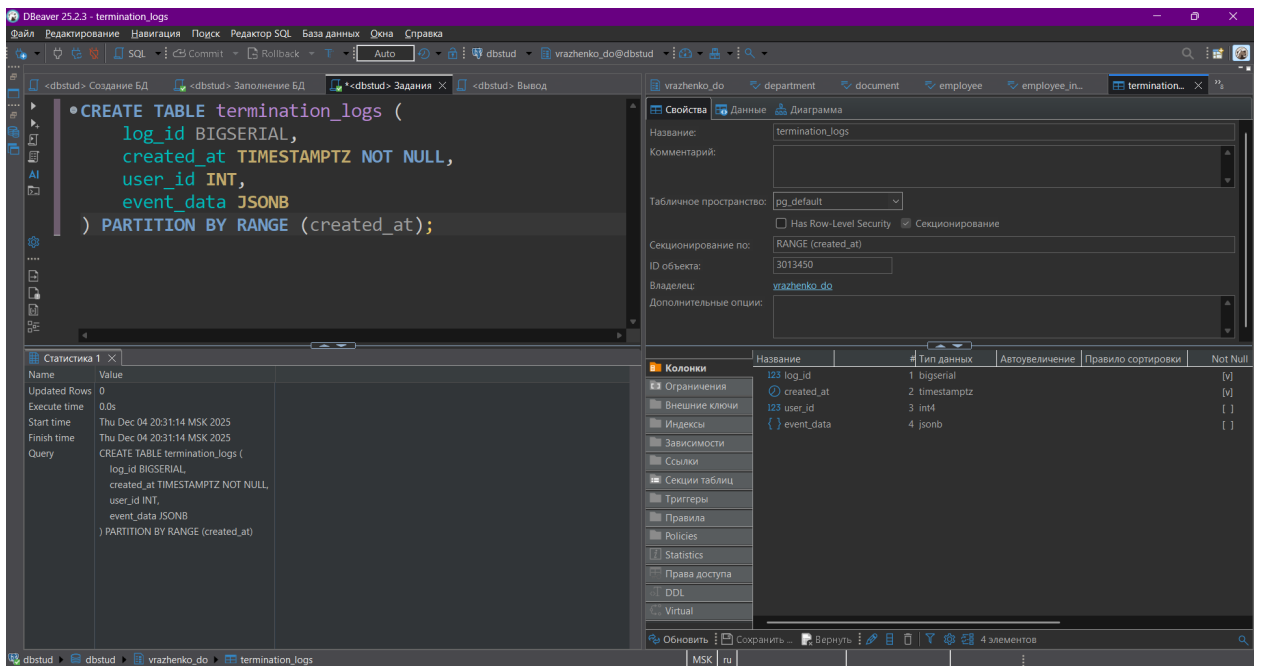 DBeaver 25.2.3 - termination_logs
Файл Редактирование Навигация Поиск Редактор SQL База данных Окна Справка
SQL Commit Rollback T Auto dbstud vrazhenko_do@dbstud
<dbstud> Создание БД <dbstud> Заполнение БД *<dbstud> Задания <dbstud> Вывод
CREATE TABLE termination_logs (
log_id BIGSERIAL,
created_at TIMESTAMPTZ NOT NULL,
user_id INT,
event_data JSONB
) PARTITION BY RANGE (created_at);
AI
Статистика 1
Name Value
Updated Rows 0
Execute time 0.0s
Start time Thu Dec 04 20:31:14 MSK 2025
Finish time Thu Dec 04 20:31:14 MSK 2025
Query CREATE TABLE termination_logs (
log_id BIGSERIAL,
created_at TIMESTAMPTZ NOT NULL,
user_id INT,
event_data JSONB
) PARTITION BY RANGE (created_at)
vrazhenko_do department document employee employee_in... termination...
Свойства Данные Диаграмма
Название: termination_logs
Комментарий:
Табличное пространство: pg_default
Has Row-Level Security Секционирование
Секционирование по: RANGE (created_at)
ID объекта: 3013450
Владелец: vrazhenko_do
Дополнительные опции:
Колонки
Ограничения
Внешние ключи
Индексы
Зависимости
Ссылки
Секции таблиц
Триггеры
Правила
Policies
Statistics
Права доступа
DDL
Virtual
Название # Тип данных Автоувеличение Правило сортировки Not Null
123 log_id 1 bigserial [v]
created_at 2 timestamptz [v]
123 user_id 3 int4 [ ]
{ } event_data 4 jsonb [ ]
Обновить Сохранить ... Вернуть 4 элементов
dbstud dbstud vrazhenko_do termination_logs MSK ru